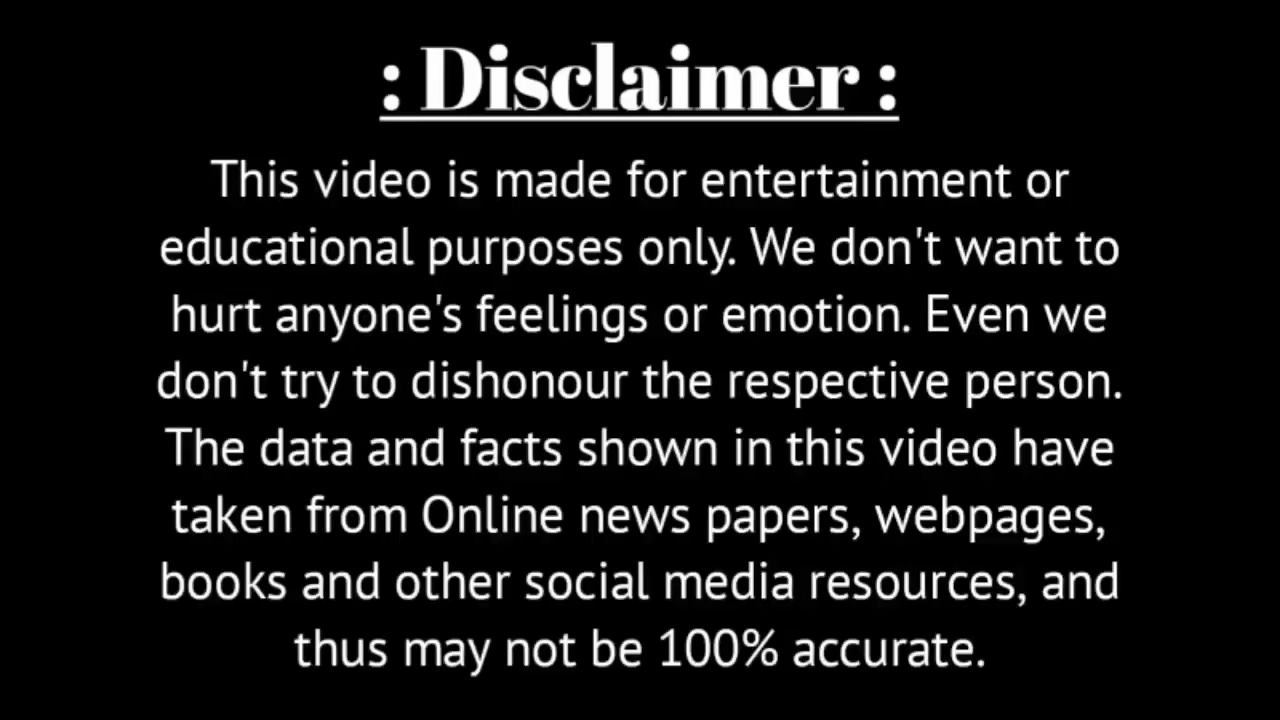 : Disclaimer :
This video is made for entertainment or
educational purposes only. We don't want to
hurt anyone's feelings or emotion. Even we
don't try to dishonour the respective person.
The data and facts shown in this video have
taken from Online news papers, webpages,
books and other social media resources, and
thus may not be 100% accurate.